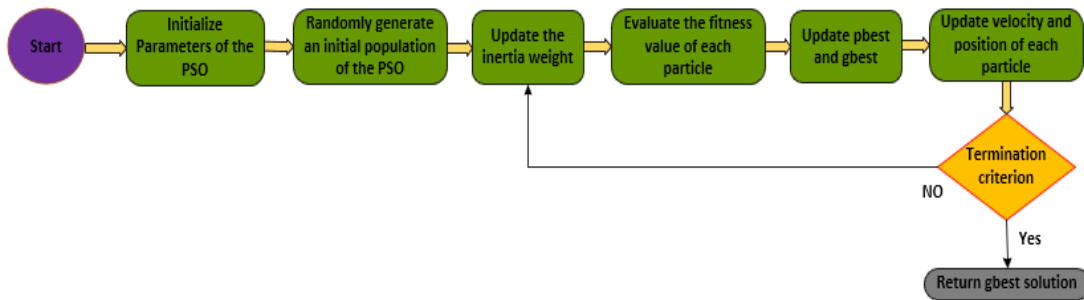 Start
Initialize
Parameters of the
PSO
Randomly generate
an initial population
of the PSO
Update the
inertia weight
Evaluate the fitness
value of each
particle
Update pbest
and gbest
Update velocity and
position of each
particle
Termination
criterion
NO
Yes
Return gbest solution